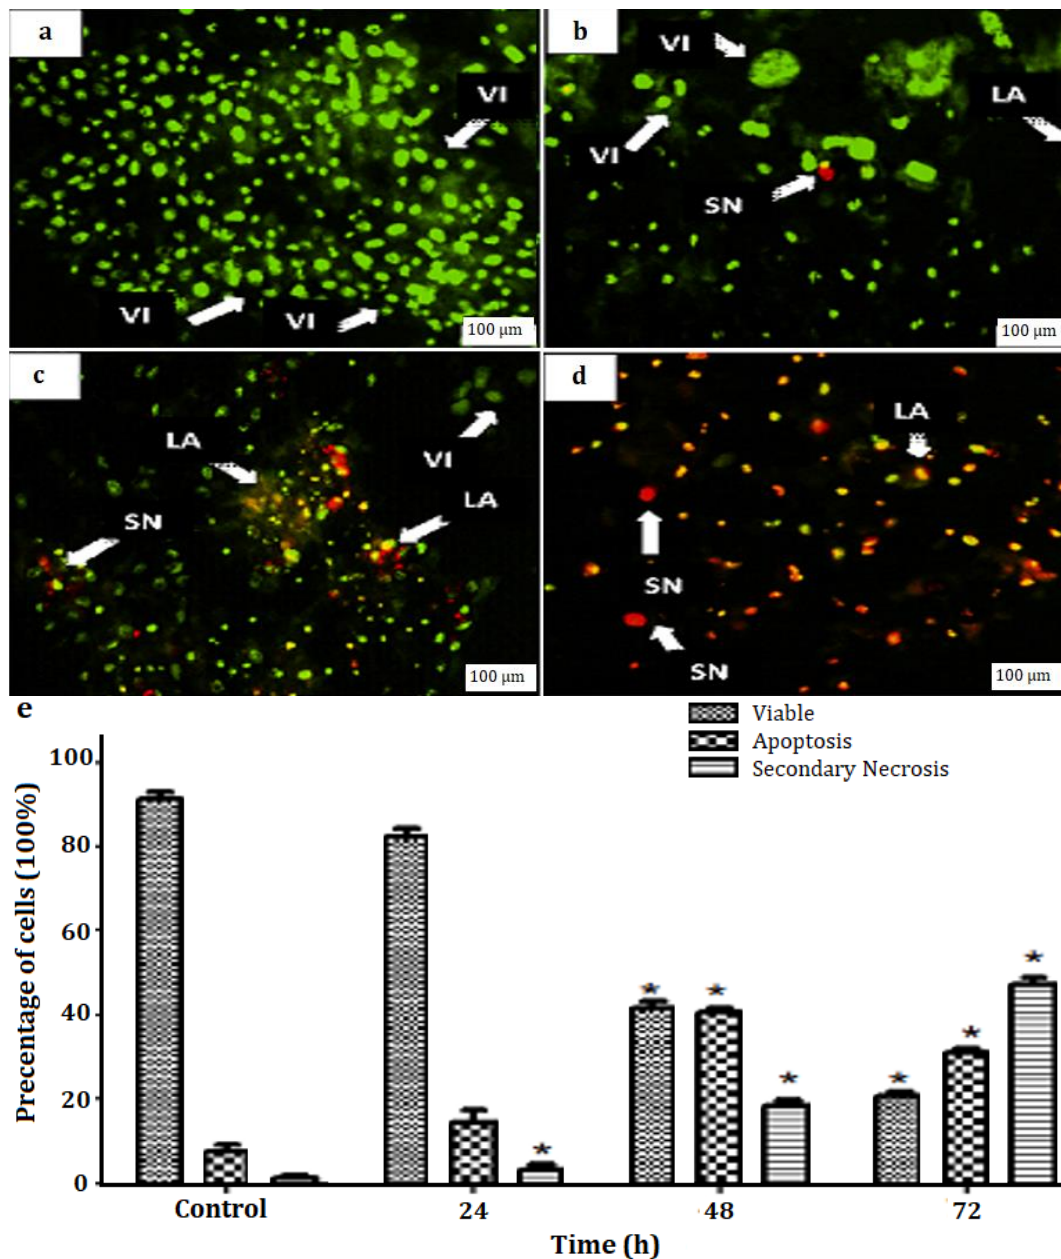 a
VI
VI
VI
100 µm
b
VI
VI
LA
SN
100 µm
c
LA
VI
LA
SN
100 µm
d
LA
SN
SN
100 µm
e
Viable
Apoptosis
Secondary Necrosis
Precentage of cells (100%)
100
80
60
40
20
0
*
*
*
*
*
*
*
Control
24
48
72
Time (h)